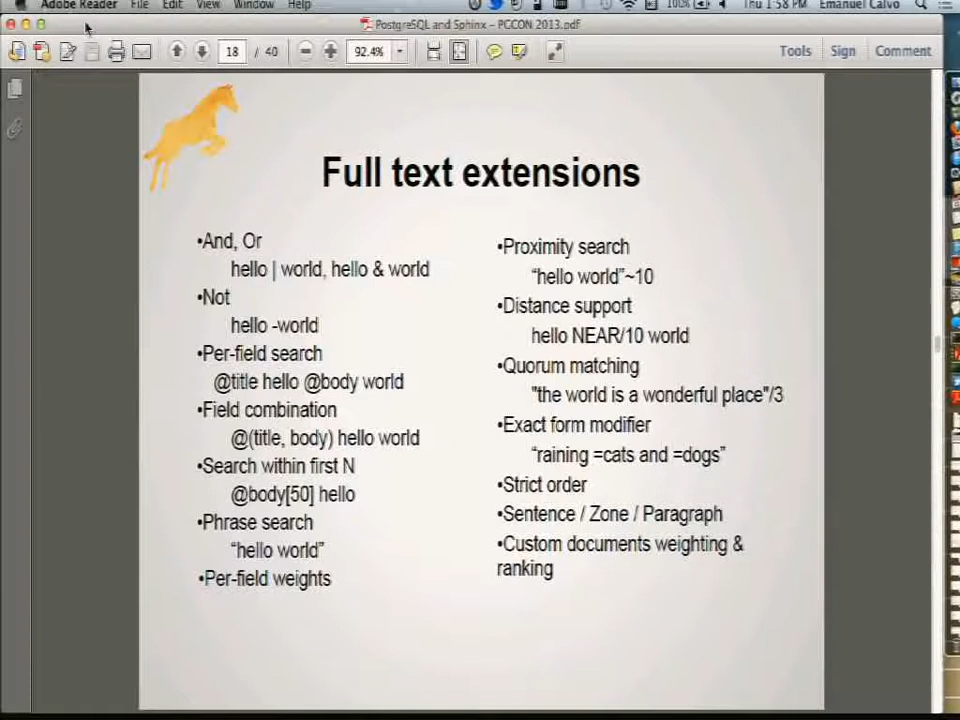 Adobe Reader File Edit View Window Help 100% Thu 1:58 PM Emanuel Calvo
PostgreSQL and Sphinx – PGCON 2013.pdf
18 / 40 92.4% Tools Sign Comment
Full text extensions
•And, Or
hello | world, hello & world
•Not
hello -world
•Per-field search
@title hello @body world
•Field combination
@(title, body) hello world
•Search within first N
@body[50] hello
•Phrase search
“hello world”
•Per-field weights
•Proximity search
“hello world”~10
•Distance support
hello NEAR/10 world
•Quorum matching
"the world is a wonderful place"/3
•Exact form modifier
“raining =cats and =dogs”
•Strict order
•Sentence / Zone / Paragraph
•Custom documents weighting &
ranking